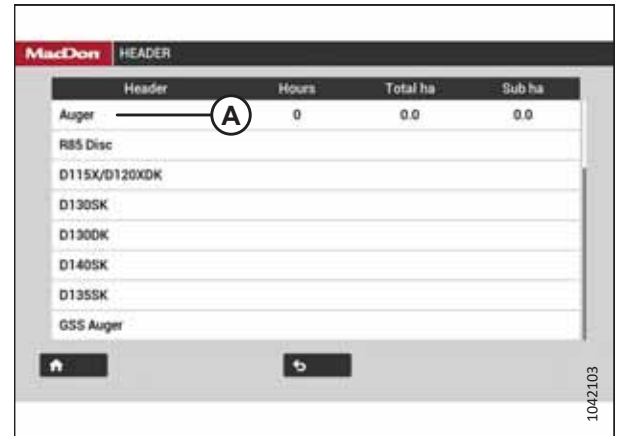 MacDon HEADER
Header Hours Total ha Sub ha
Auger A 0 0.0 0.0
R85 Disc
D115X/D120XDK
D130SK
D130DK
D140SK
D135SK
GSS Auger
1042103